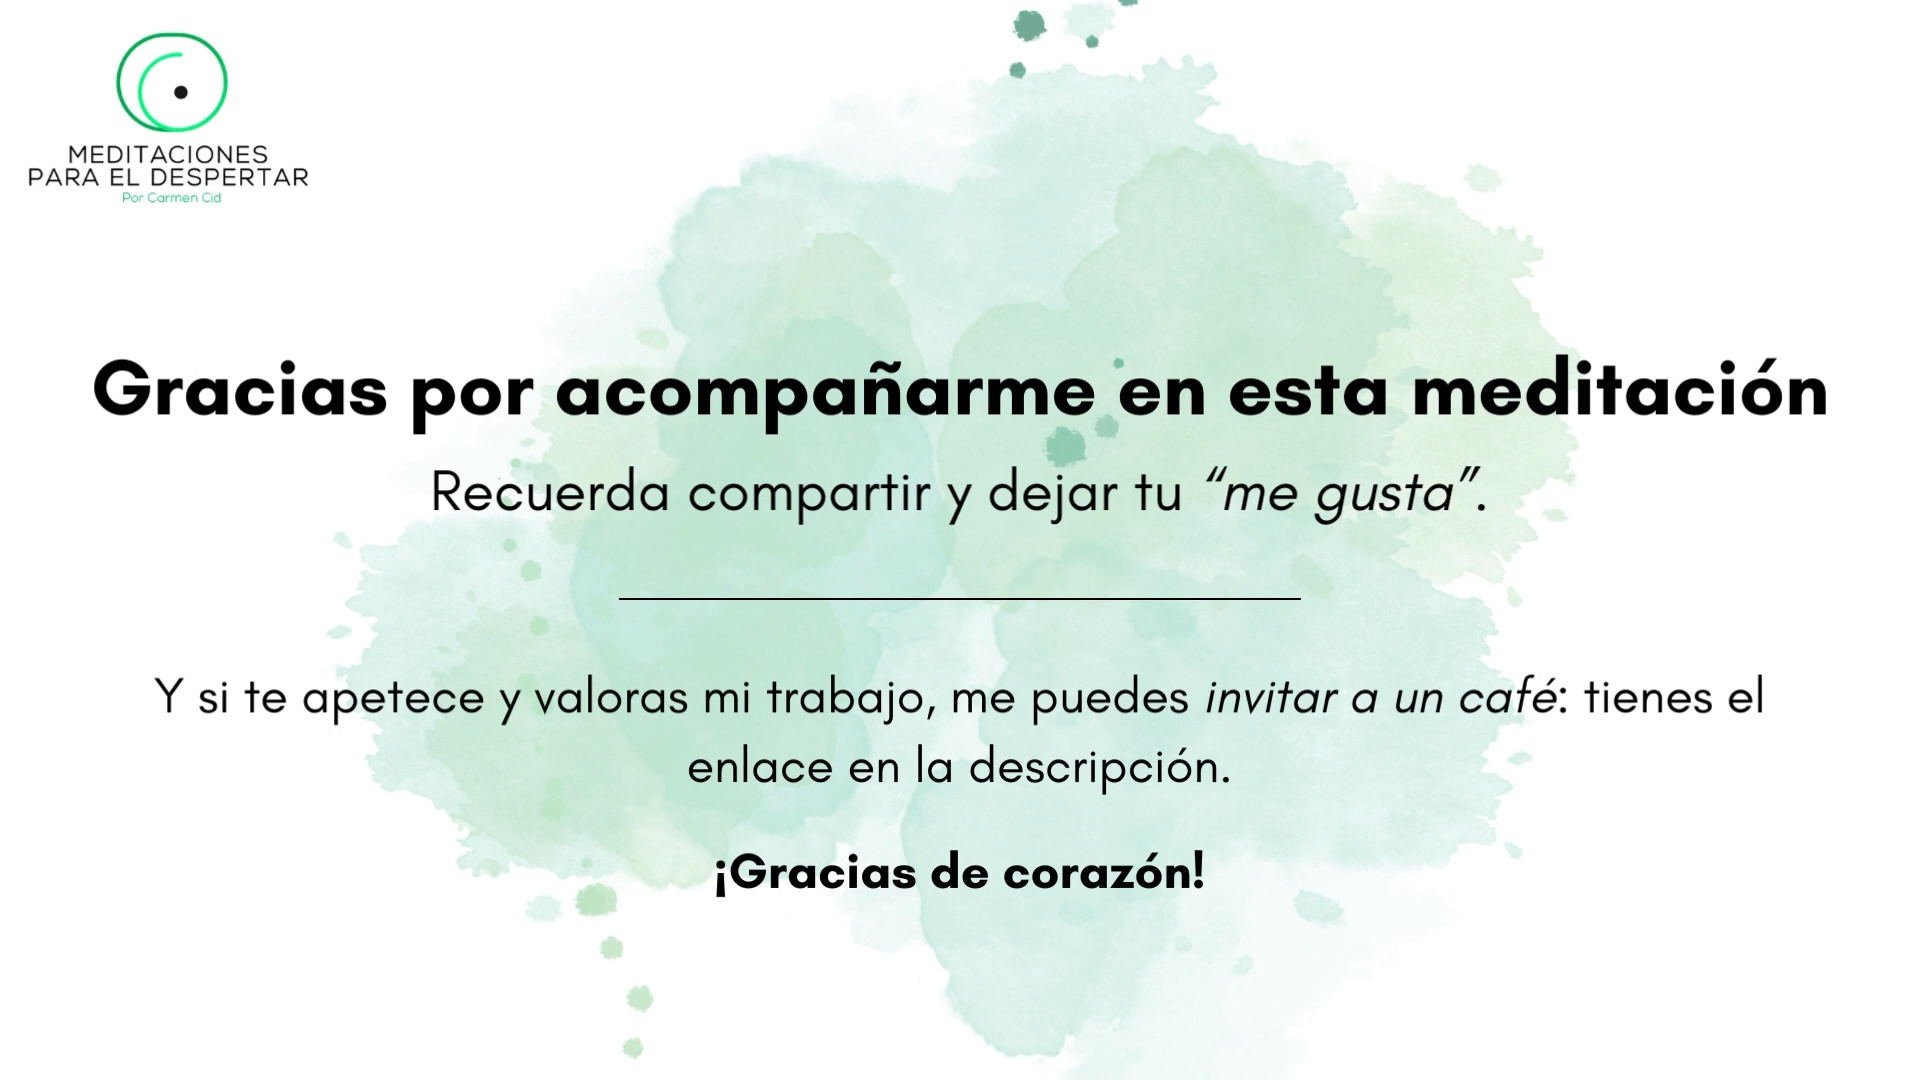 MEDITACIONES
PARA EL DESPERTAR
Por Carmen Cid
Gracias por acompañarme en esta meditación
Recuerda compartir y dejar tu “me gusta”.
Y si te apetece y valoras mi trabajo, me puedes invitar a un café: tienes el
enlace en la descripción.
¡Gracias de corazón!